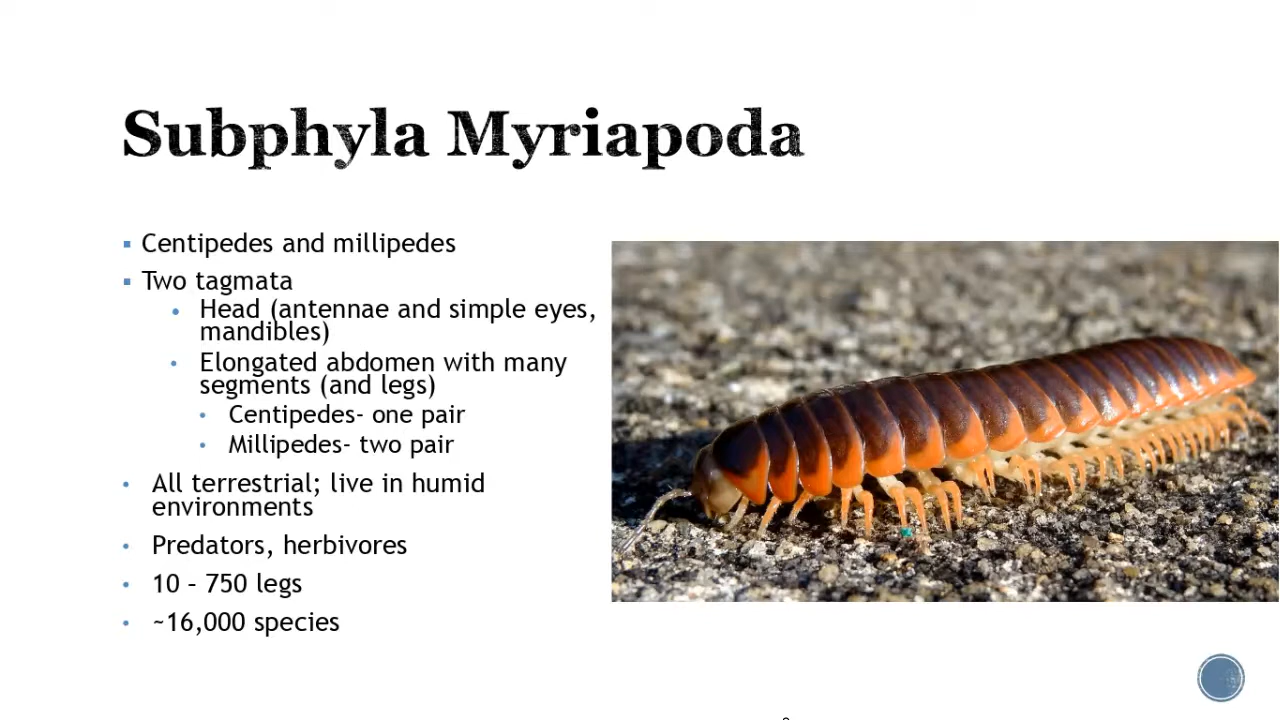 Subphyla Myriapoda
Centipedes and millipedes
Two tagmata
Head (antennae and simple eyes,
mandibles)
Elongated abdomen with many
segments (and legs)
Centipedes- one pair
Millipedes- two pair
All terrestrial; live in humid
environments
Predators, herbivores
10 – 750 legs
~16,000 species